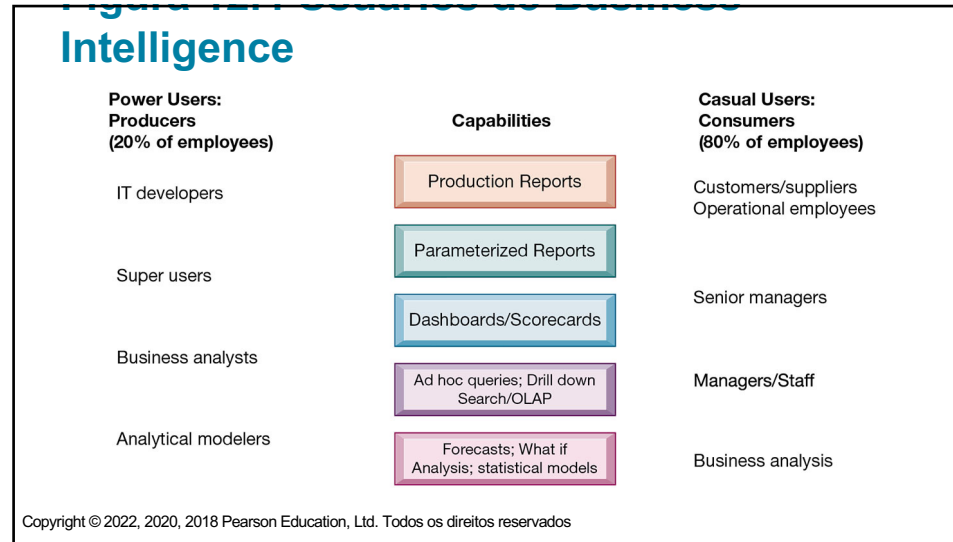 Intelligence
Power Users:
Producers
(20% of employees)
Capabilities
Casual Users:
Consumers
(80% of employees)
IT developers
Production Reports
Customers/suppliers
Operational employees
Parameterized Reports
Super users
Senior managers
Dashboards/Scorecards
Business analysts
Ad hoc queries; Drill down
Search/OLAP
Managers/Staff
Analytical modelers
Forecasts; What if
Analysis; statistical models
Business analysis
Copyright © 2022, 2020, 2018 Pearson Education, Ltd. Todos os direitos reservados